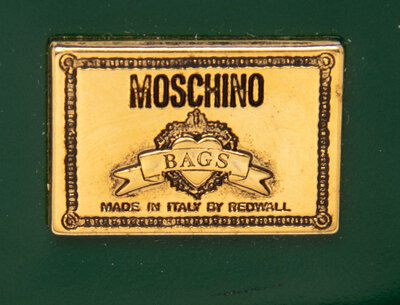 MOSCHINO
BAGS
MADE IN ITALY BY REDWALL